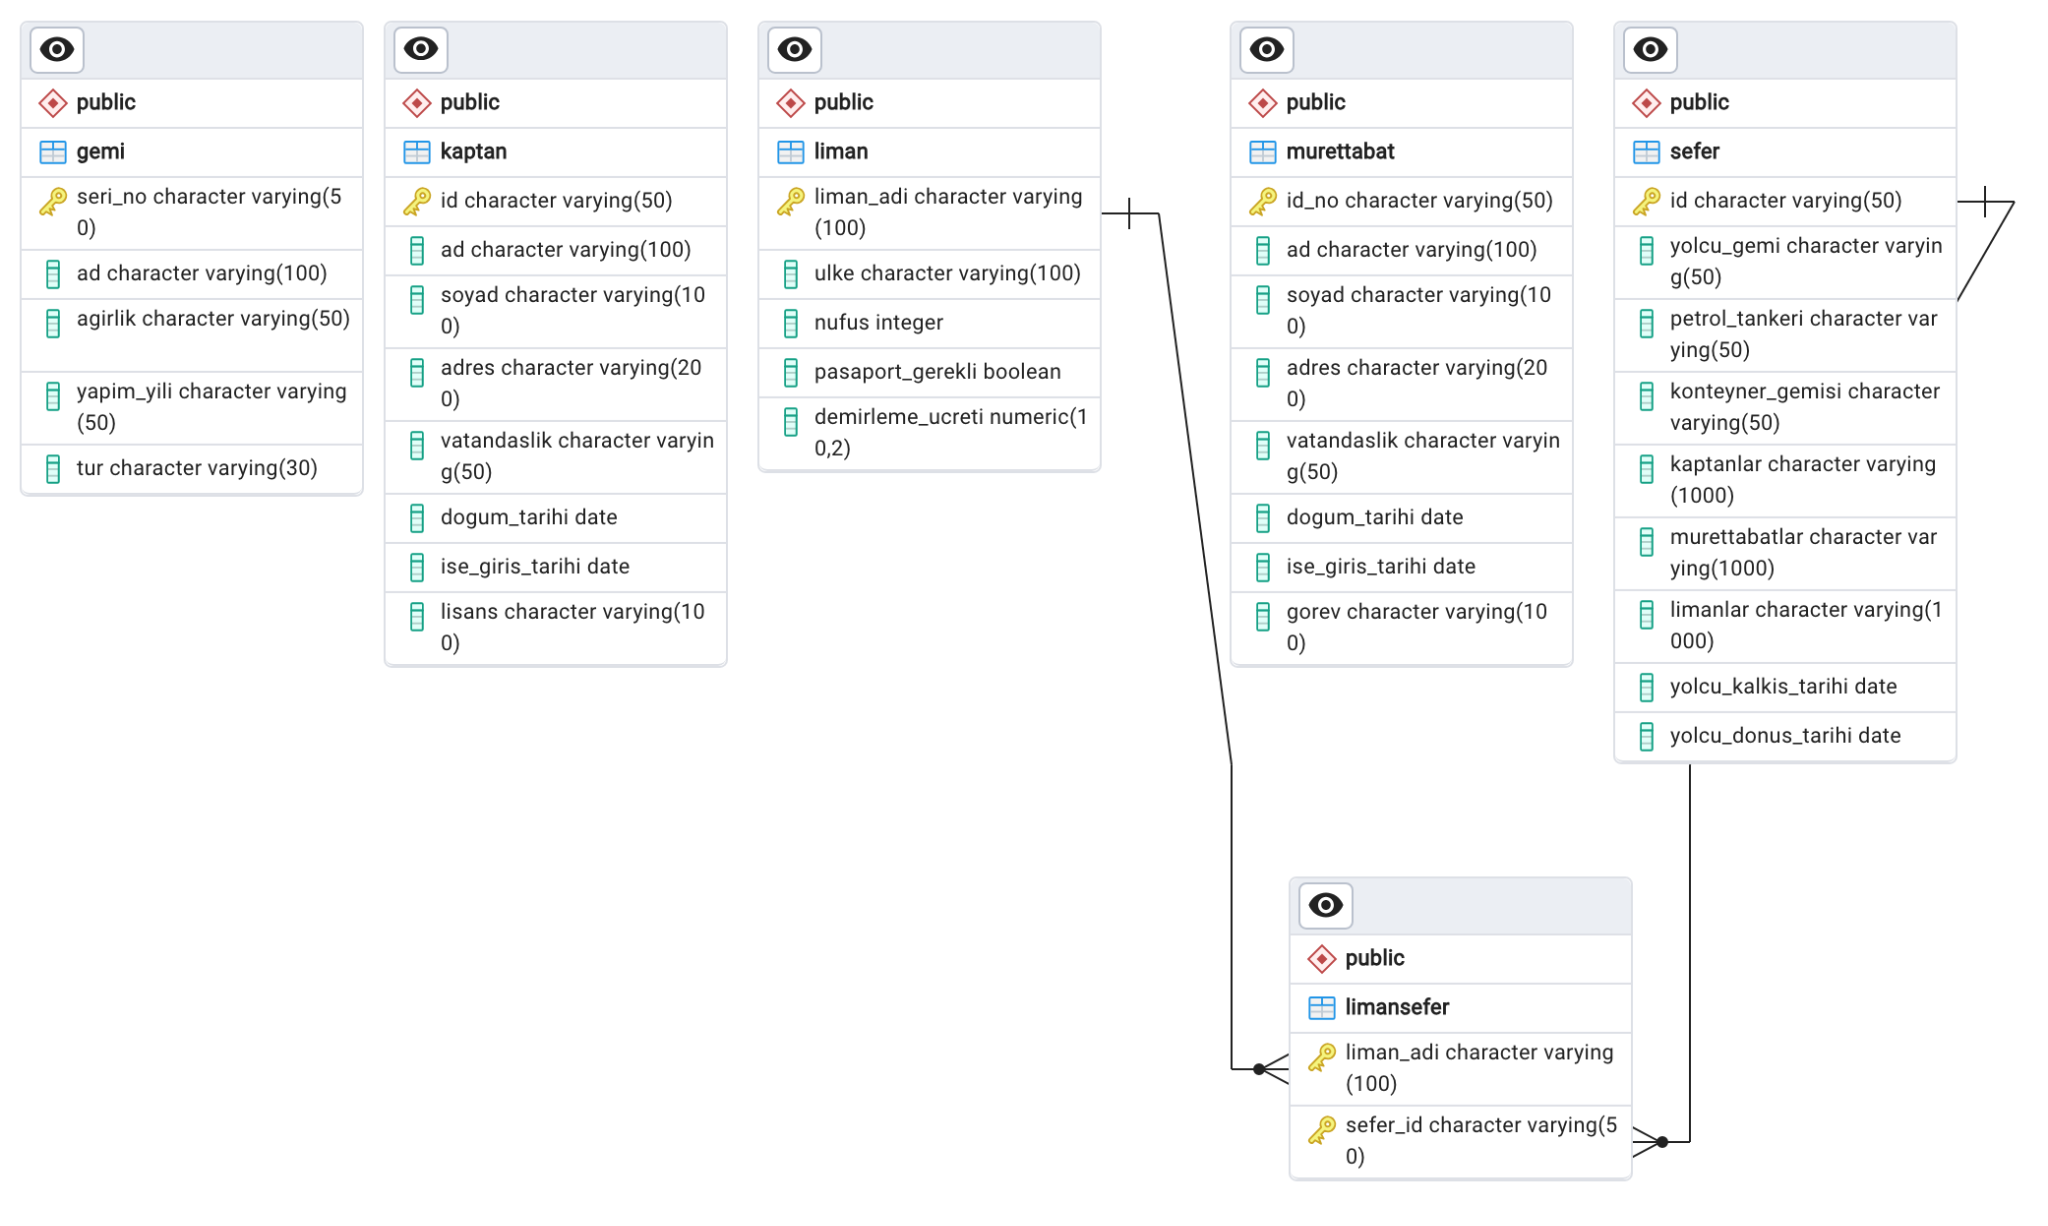 public
gemi
seri_no character varying(5
0)
ad character varying(100)
agirlik character varying(50)
yapim_yili character varying
(50)
tur character varying(30)
public
kaptan
id character varying(50)
ad character varying(100)
soyad character varying(10
0)
adres character varying(20
0)
vatandaslik character varyin
g(50)
dogum_tarihi date
ise_giris_tarihi date
lisans character varying(10
0)
public
liman
liman_adi character varying
(100)
ulke character varying(100)
nufus integer
pasaport_gerekli boolean
demirleme_ucreti numeric(1
0,2)
public
murettabat
id_no character varying(50)
ad character varying(100)
soyad character varying(10
0)
adres character varying(20
0)
vatandaslik character varyin
g(50)
dogum_tarihi date
ise_giris_tarihi date
gorev character varying(10
0)
public
sefer
id character varying(50)
yolcu_gemi character varyin
g(50)
petrol_tankeri character var
ying(50)
konteyner_gemisi character
varying(50)
kaptanlar character varying
(1000)
murettabatlar character var
ying(1000)
limanlar character varying(1
000)
yolcu_kalkis_tarihi date
yolcu_donus_tarihi date
public
limansefer
liman_adi character varying
(100)
sefer_id character varying(5
0)